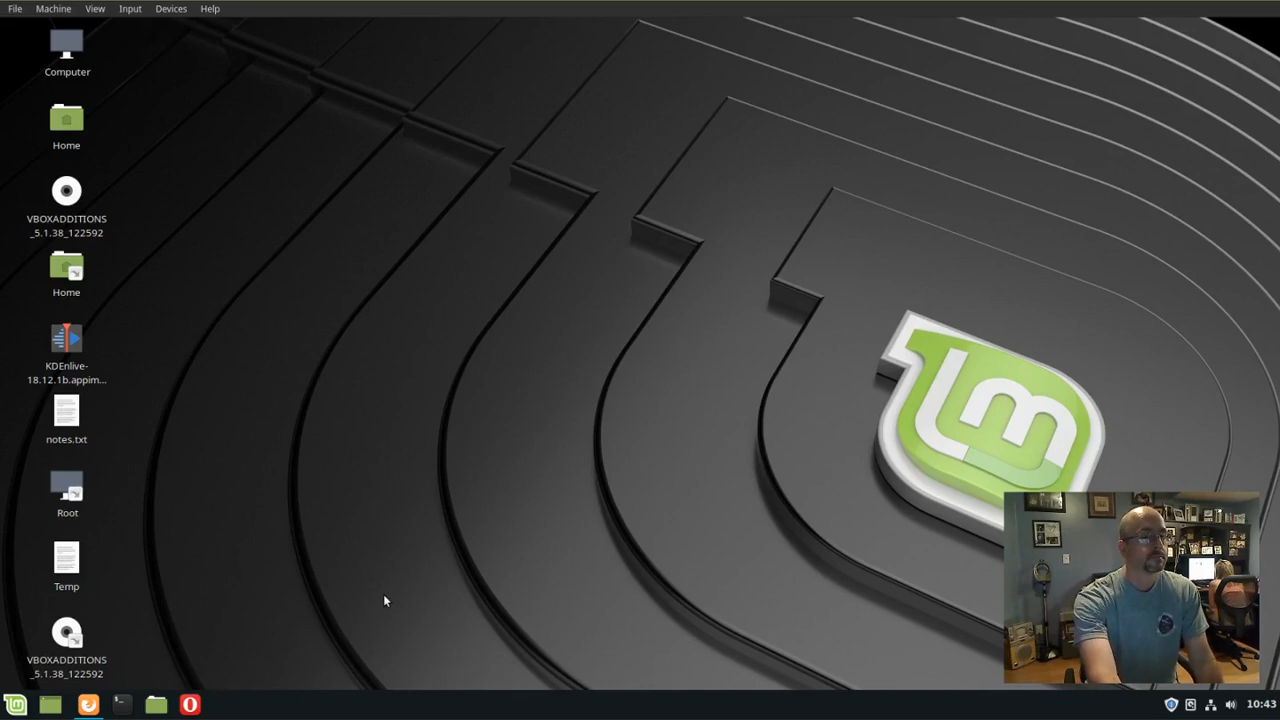 File Machine View Input Devices Help
Computer
Home
VBOXADDITIONS
_5.1.38_122592
Home
KDEnlive-
18.12.1b.appim...
notes.txt
Root
Temp
VBOXADDITIONS
_5.1.38_122592
lm
10:43